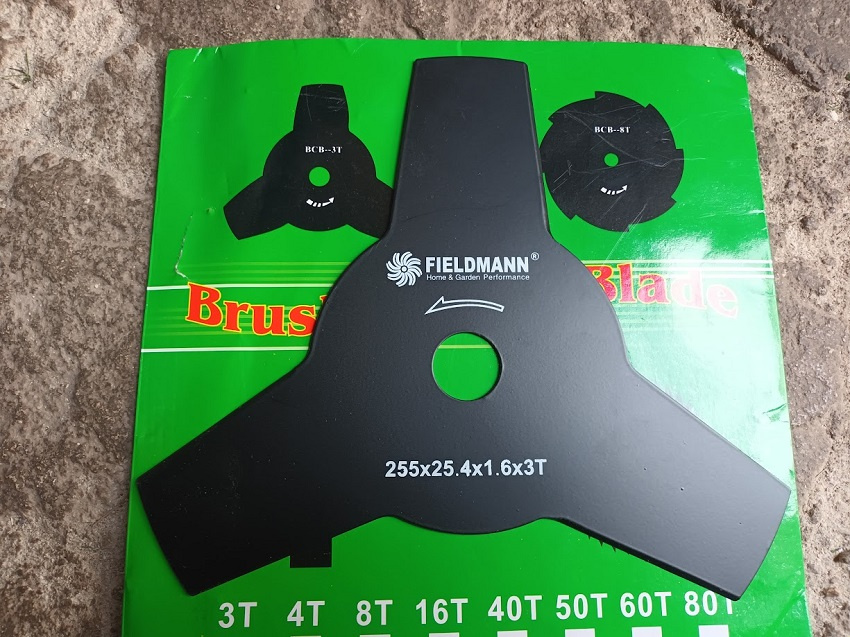 BCB--3T
BCB--8T
FIELDMANN®
Home & Garden Performance
Brus Blade
255x25.4x1.6x3T
3T 4T 8T 16T 40T 50T 60T 80T